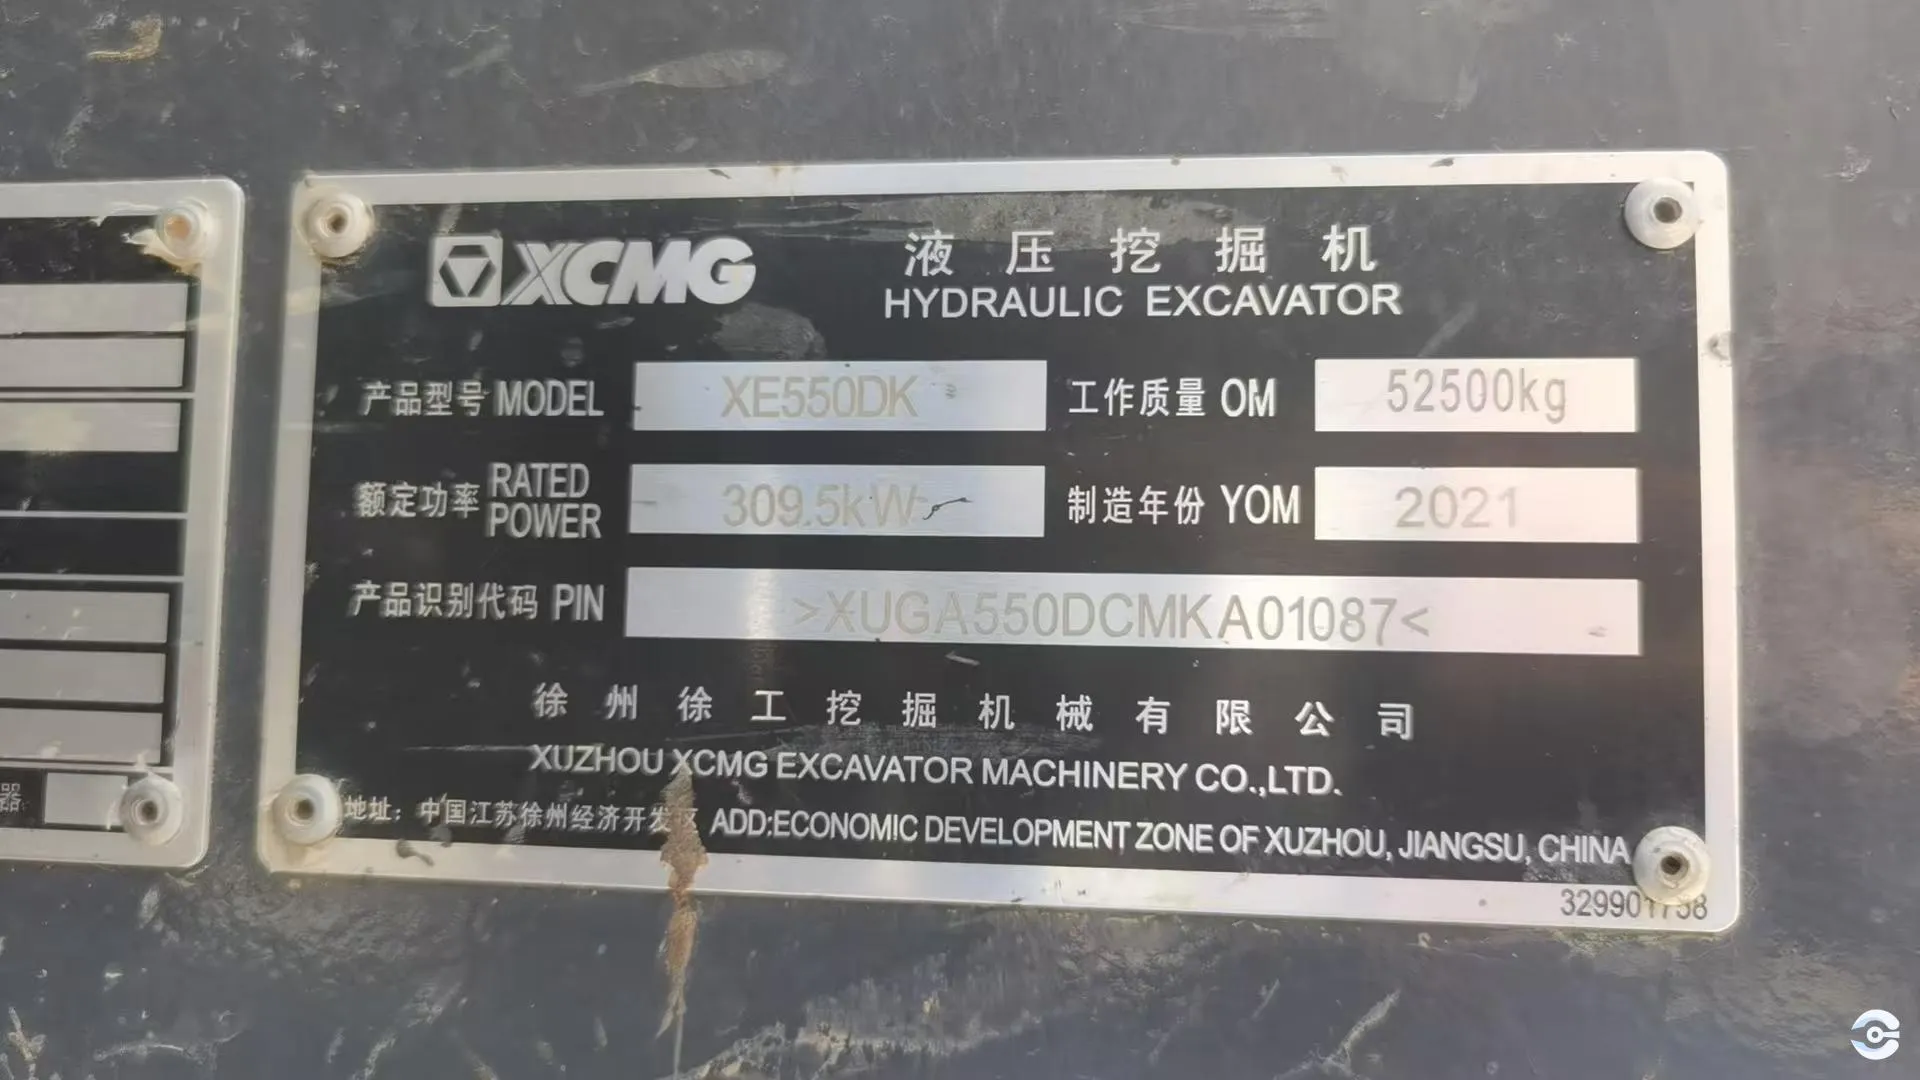 XCMG
液压挖掘机
HYDRAULIC EXCAVATOR
产品型号 MODEL XE550DK 工作质量 OM 52500kg
额定功率 RATED POWER 309.5kW 制造年份 YOM 2021
产品识别代码 PIN >XUGA550DCMKA01087<
徐州徐工挖掘机械有限公司
XUZHOU XCMG EXCAVATOR MACHINERY CO.,LTD.
地址：中国江苏徐州经济开发区 ADD:ECONOMIC DEVELOPMENT ZONE OF XUZHOU, JIANGSU, CHINA
329901758
器